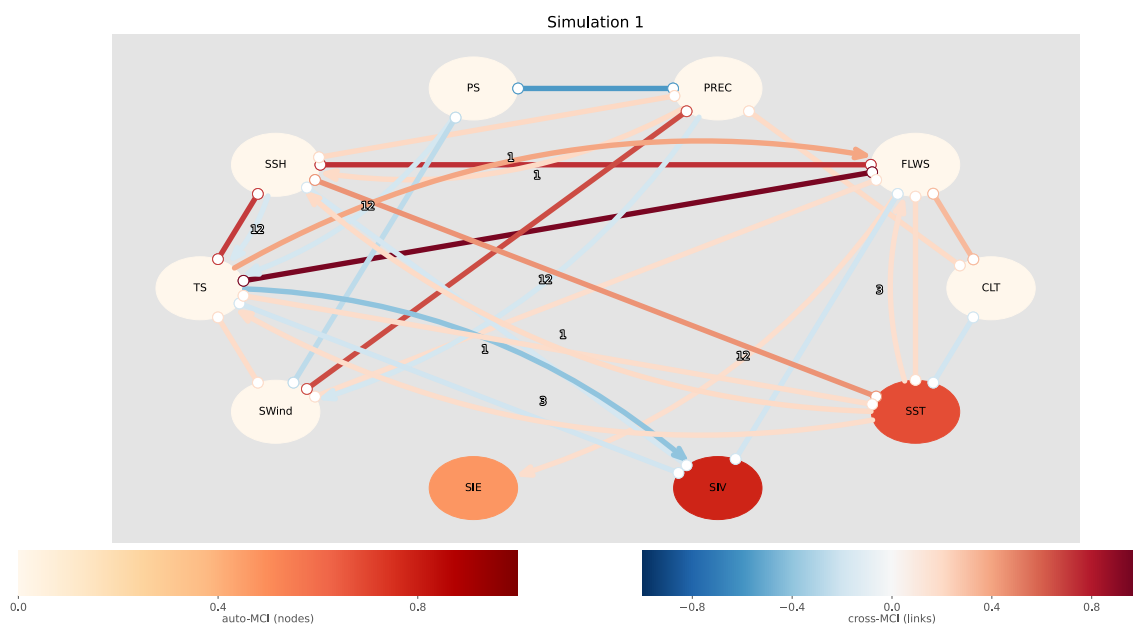 Simulation 1
PS
PREC
1
SSH
FLWS
1
12
12
TS
12
3
CLT
1
1
12
3
SWind
SST
SIE
SIV
0.0
0.4
0.8
auto-MCI (nodes)
−0.8
−0.4
0.0
0.4
0.8
cross-MCI (links)